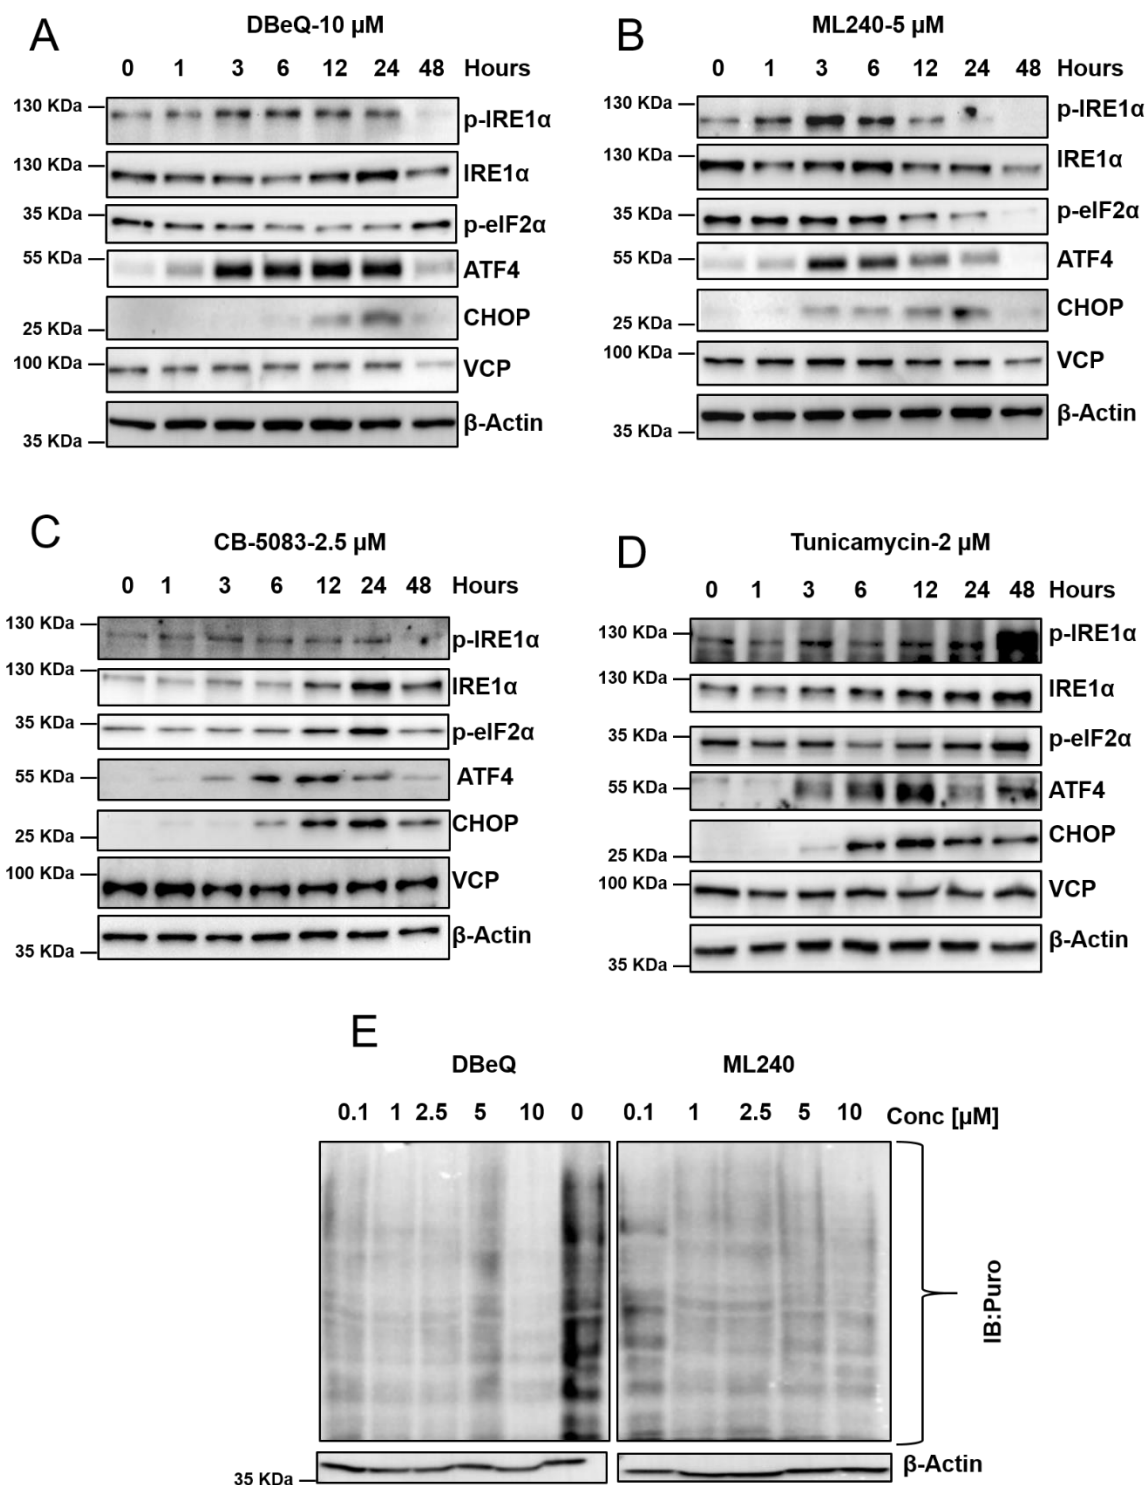 A
DBeQ-10 µM
0 1 3 6 12 24 48 Hours
130 KDa
p-IRE1α
130 KDa
IRE1α
35 KDa
p-eIF2α
55 KDa
ATF4
CHOP
25 KDa
100 KDa
VCP
β-Actin
35 KDa
B
ML240-5 µM
0 1 3 6 12 24 48 Hours
130 KDa
p-IRE1α
130 KDa
IRE1α
35 KDa
p-eIF2α
55 KDa
ATF4
CHOP
25 KDa
100 KDa
VCP
β-Actin
35 KDa
C
CB-5083-2.5 µM
0 1 3 6 12 24 48 Hours
130 KDa
p-IRE1α
130 KDa
IRE1α
35 KDa
p-eIF2α
55 KDa
ATF4
CHOP
25 KDa
100 KDa
VCP
β-Actin
35 KDa
D
Tunicamycin-2 µM
0 1 3 6 12 24 48 Hours
130 KDa
p-IRE1α
130 KDa
IRE1α
35 KDa
p-eIF2α
55 KDa
ATF4
CHOP
25 KDa
100 KDa
VCP
β-Actin
35 KDa
E
DBeQ
ML240
0.1 1 2.5 5 10 0 0.1 1 2.5 5 10 Conc [µM]
IB:Puro
β-Actin
35 KDa